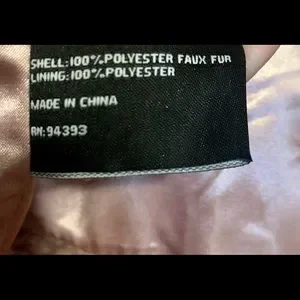 SHELL:100%POLYESTER FAUX FUR
LINING:100%POLYESTER
MADE IN CHINA
RN:94393